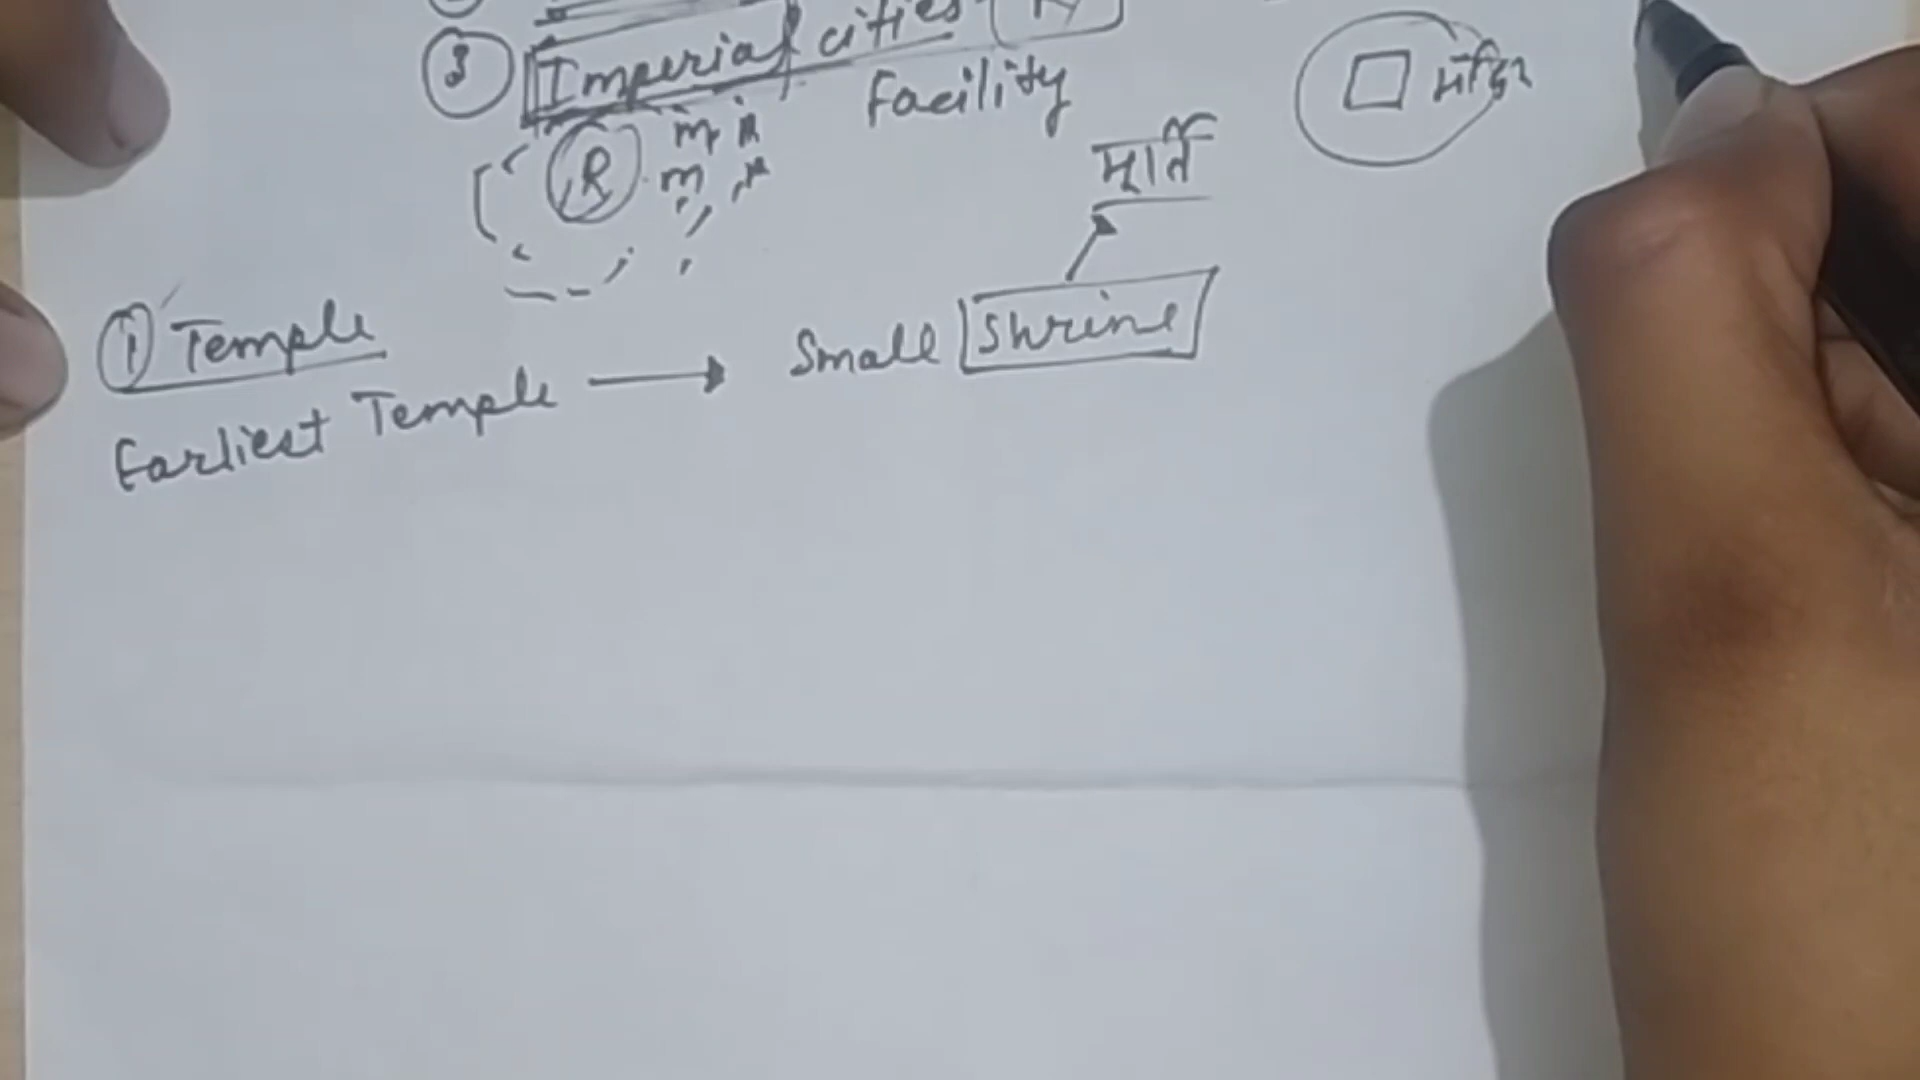 ③ Imperial cities
Facility
R m m
m
मंदिर
मूर्ति
① Temple
Earliest Temple → Small Shrine